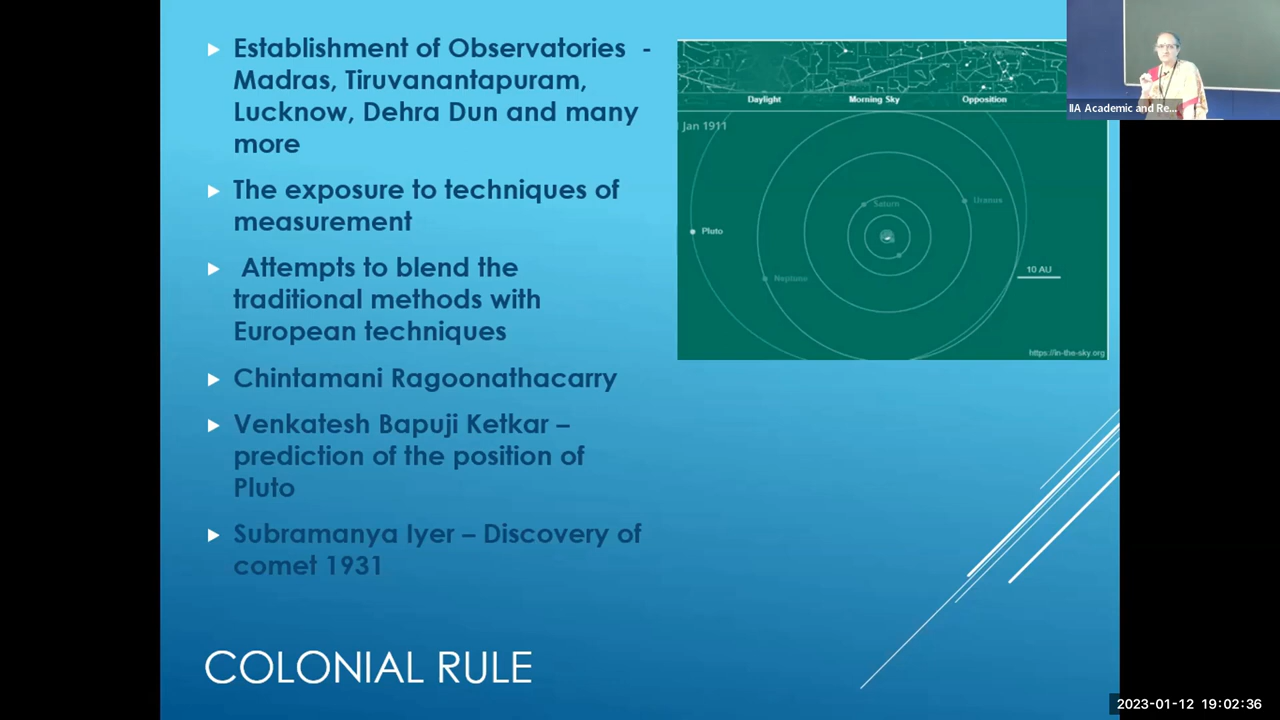 Establishment of Observatories -
Madras, Tiruvanantapuram,
Lucknow, Dehra Dun and many
more
The exposure to techniques of
measurement
Attempts to blend the
traditional methods with
European techniques
Chintamani Ragoonathacarry
Venkatesh Bapuji Ketkar –
prediction of the position of
Pluto
Subramanya Iyer – Discovery of
comet 1931
COLONIAL RULE
Daylight Morning Sky Opposition
Jan 1911
Saturn
Uranus
Pluto
Neptune
10 AU
https://in-the-sky.org
IIA Academic and Re...
2023-01-12 19:02:36